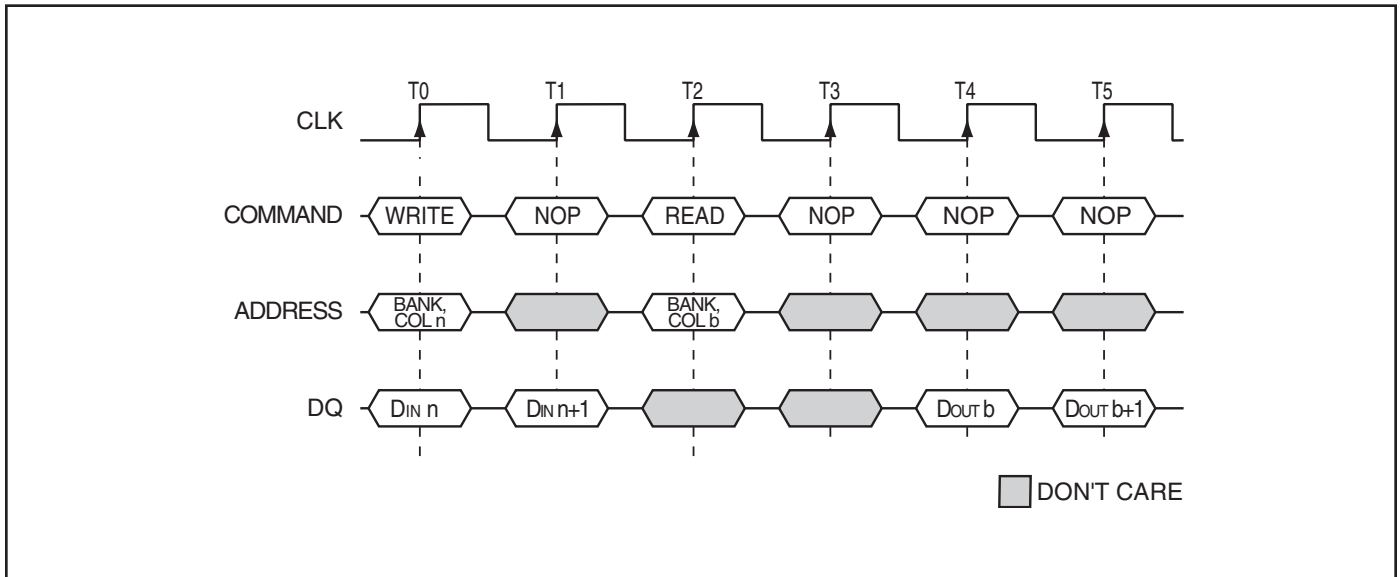 T0 T1 T2 T3 T4 T5
CLK
COMMAND WRITE NOP READ NOP NOP NOP
ADDRESS BANK, COL n BANK, COL b
DQ DIN n DIN n+1 DOUT b DOUT b+1
DON'T CARE